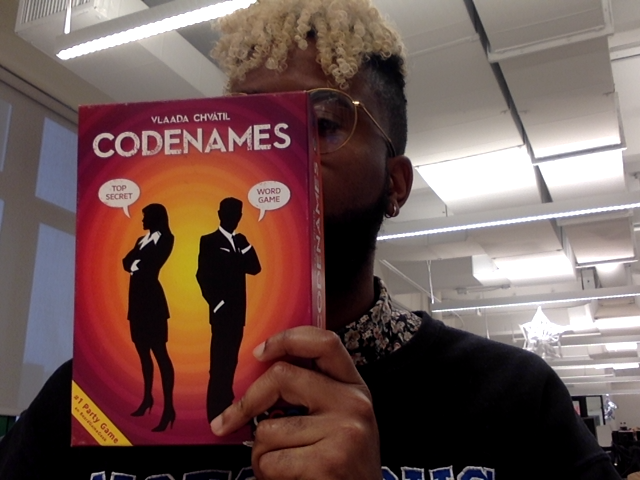 VLAADA CHVÁTIL
CODENAMES
TOP
SECRET
WORD
GAME
CODENAMES
#1 Party Game